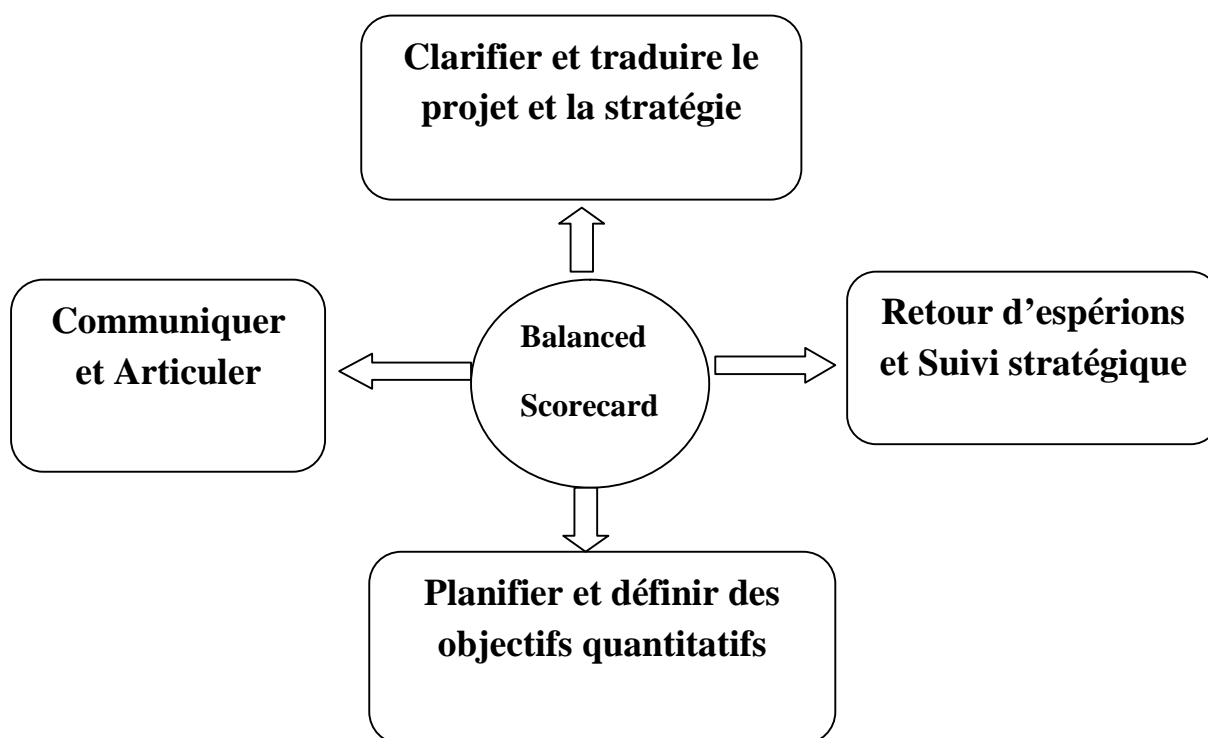 Clarifier et traduire le
projet et la stratégie
Communiquer
et Articuler
Balanced
Scorecard
Retour d’espérions
et Suivi stratégique
Planifier et définir des
objectifs quantitatifs